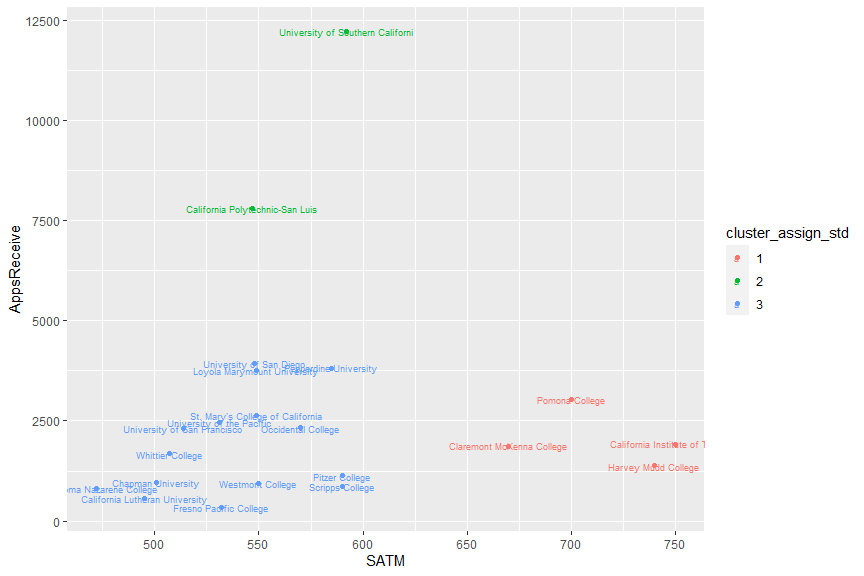 12500
University of Southern Californi
10000
California Polytechnic-San Luis
7500
AppsReceive
cluster_assign_std
1
2
3
5000
University of San Diego
Loyola Marymount University
Pepperdine University
Pomona College
2500
St. Mary's College of California
University of the Pacific
University of San Francisco
Occidental College
Claremont McKenna College
California Institute of T
Whittier College
Harvey Mudd College
Pitzer College
Chapman University
Westmont College
Scripps College
oma Nazarene College
California Lutheran University
Fresno Pacific College
0
500
550
600
650
700
750
SATM